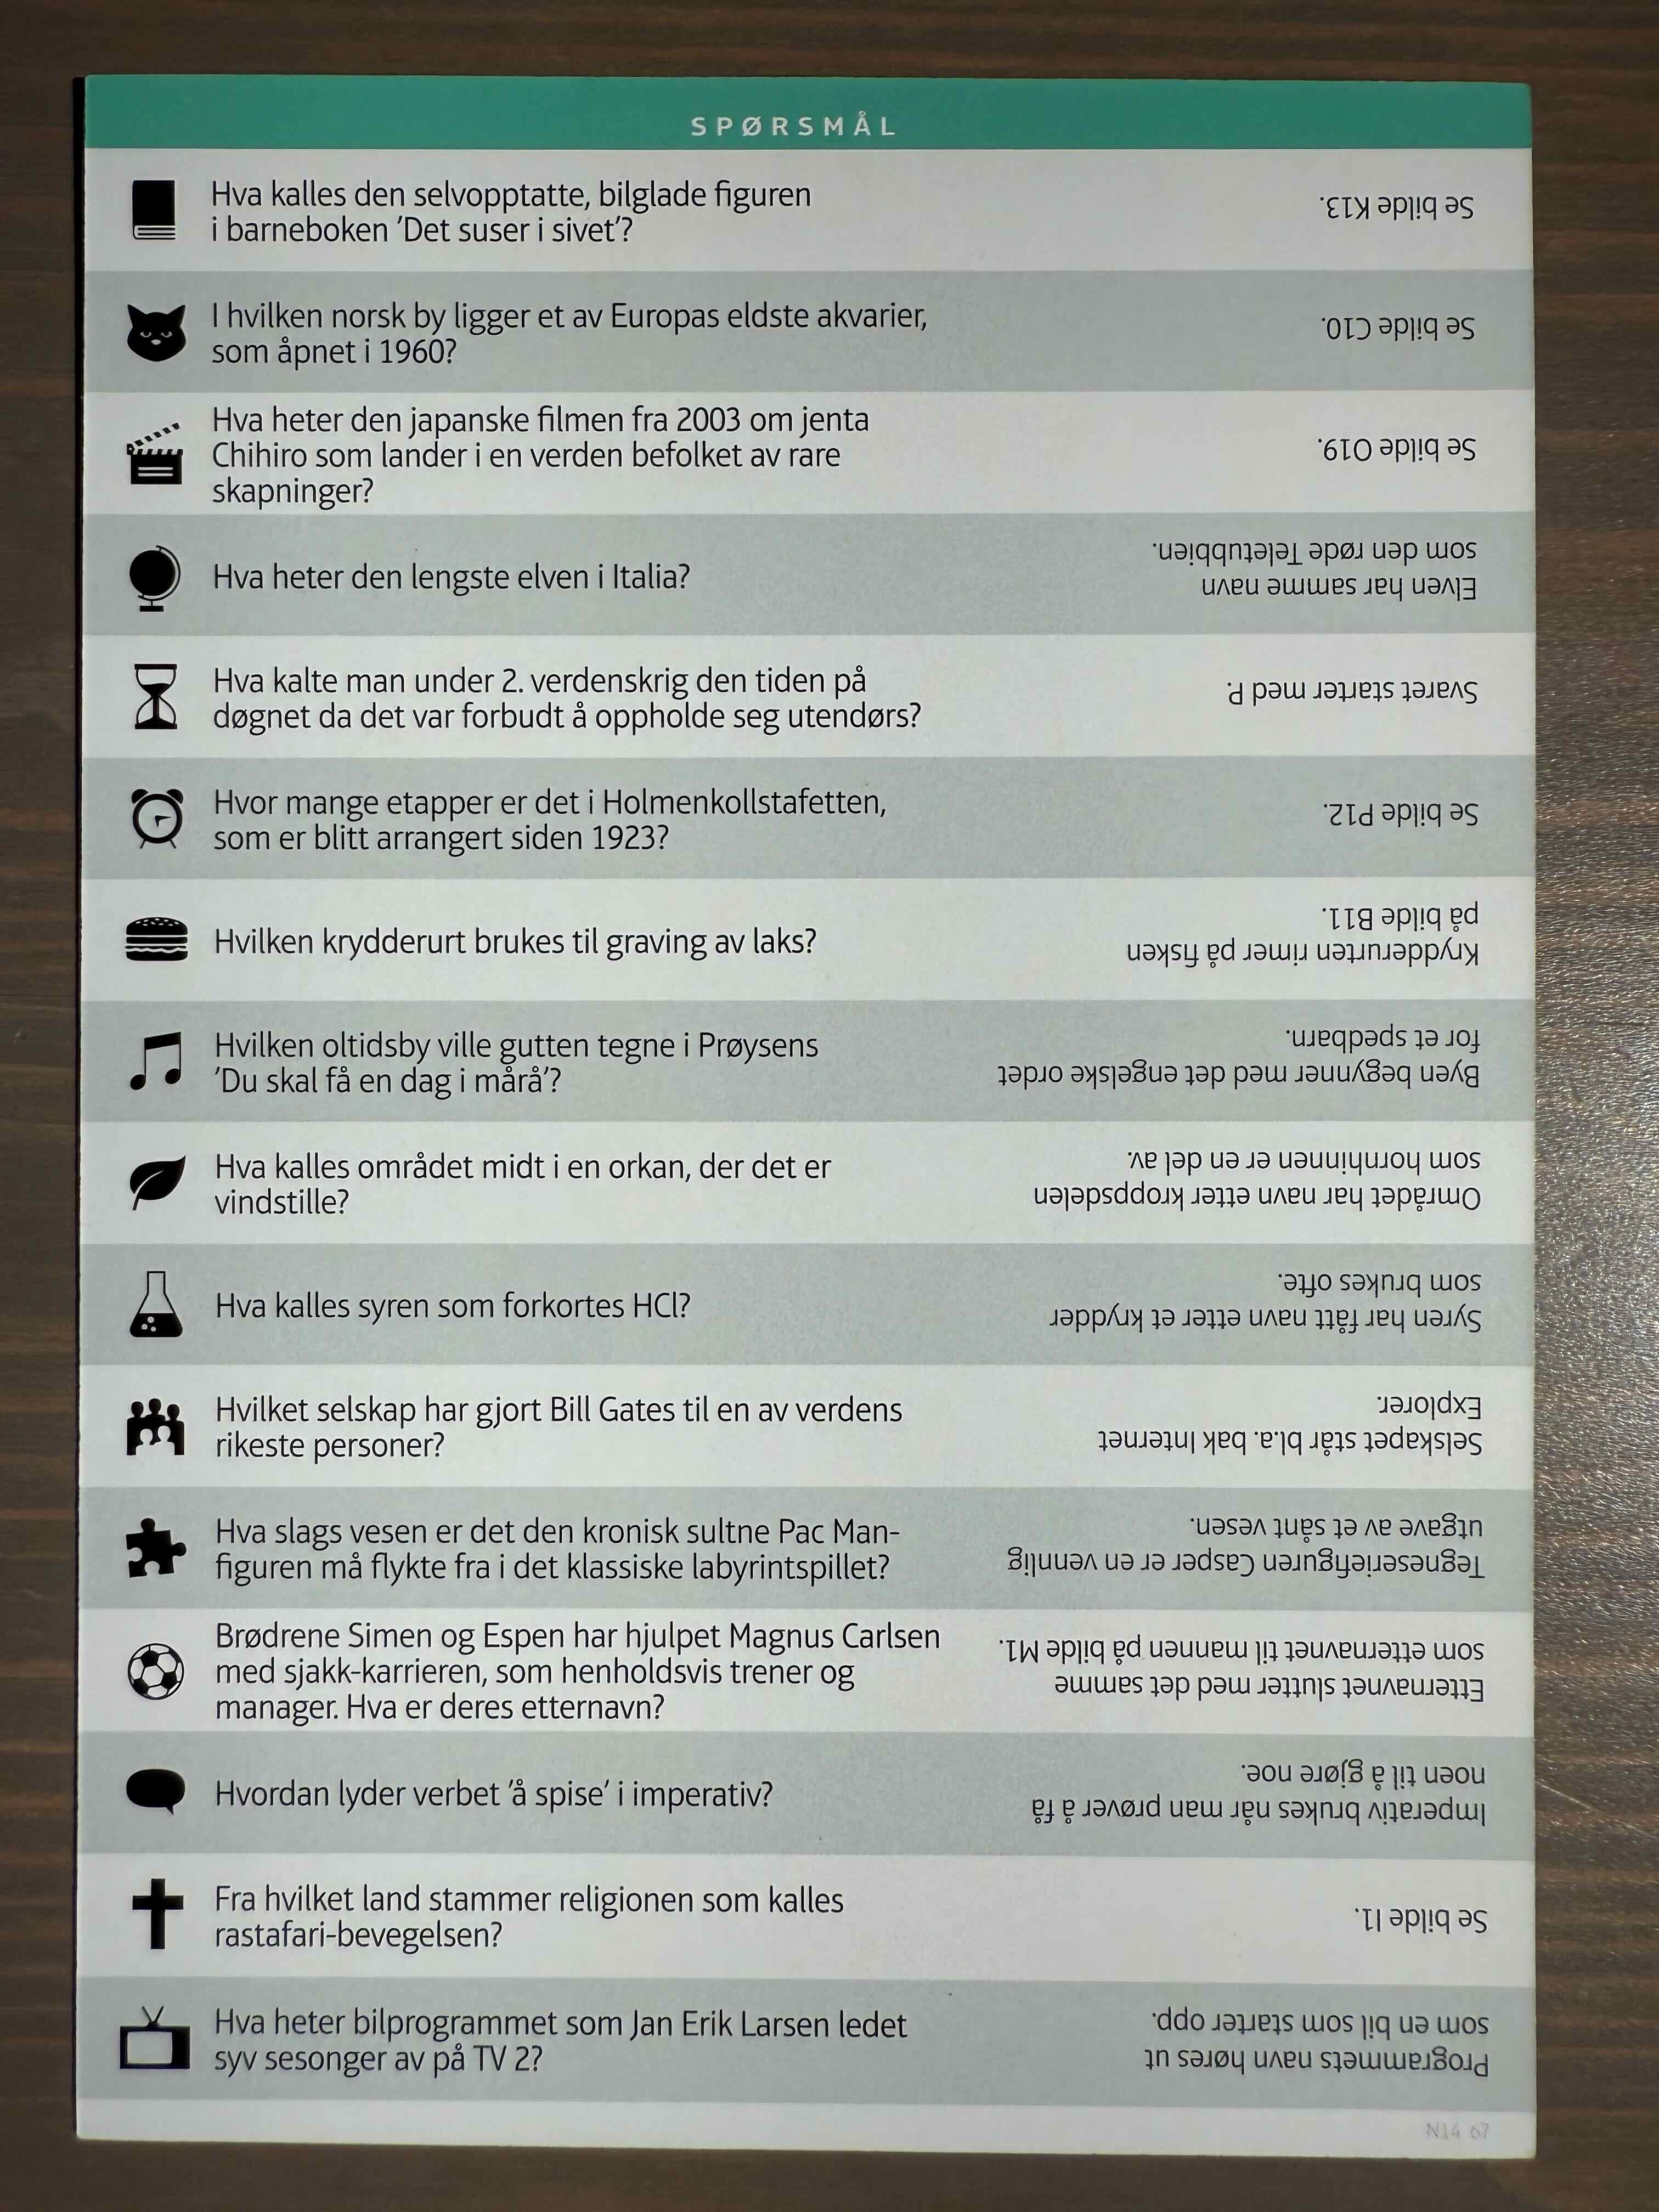 SPØRSMÅL
Hva kalles den selvopptatte, bilglade figuren
i barneboken 'Det suser i sivet'?
Se bilde K13.
I hvilken norsk by ligger et av Europas eldste akvarier,
som åpnet i 1960?
Se bilde C10.
Hva heter den japanske filmen fra 2003 om jenta
Chihiro som lander i en verden befolket av rare
skapninger?
Se bilde O19.
Hva heter den lengste elven i Italia?
Elven har samme navn
som den røde Teletubbien.
Hva kalte man under 2. verdenskrig den tiden på
døgnet da det var forbudt å oppholde seg utendørs?
Svaret starter med P.
Hvor mange etapper er det i Holmenkollstafetten,
som er blitt arrangert siden 1923?
Se bilde P12.
Hvilken krydderurt brukes til graving av laks?
Krydderurten rimer på fisken
på bilde B11.
Hvilken oltidsby ville gutten tegne i Prøysens
'Du skal få en dag i mårå'?
Byen begynner med det engelske ordet
for et spedbarn.
Hva kalles området midt i en orkan, der det er
vindstille?
Området har navn etter kroppsdelen
som hornhinnen er en del av.
Hva kalles syren som forkortes HCl?
Syren har fått navn etter et krydder
som brukes ofte.
Hvilket selskap har gjort Bill Gates til en av verdens
rikeste personer?
Selskapet står bl.a. bak Internet
Explorer.
Hva slags vesen er det den kronisk sultne Pac Man-
figuren må flykte fra i det klassiske labyrintspillet?
Tegneseriefiguren Casper er en vennlig
utgave av et sånt vesen.
Brødrene Simen og Espen har hjulpet Magnus Carlsen
med sjakk-karrieren, som henholdsvis trener og
manager. Hva er deres etternavn?
Etternavnet slutter med det samme
som etternavnet til mannen på bilde M1.
Hvordan lyder verbet 'å spise' i imperativ?
Imperativ brukes når man prøver å få
noen til å gjøre noe.
Fra hvilket land stammer religionen som kalles
rastafari-bevegelsen?
Se bilde I1.
Hva heter bilprogrammet som Jan Erik Larsen ledet
syv sesonger av på TV 2?
Programmets navn høres ut
som en bil som starter opp.
N14 67